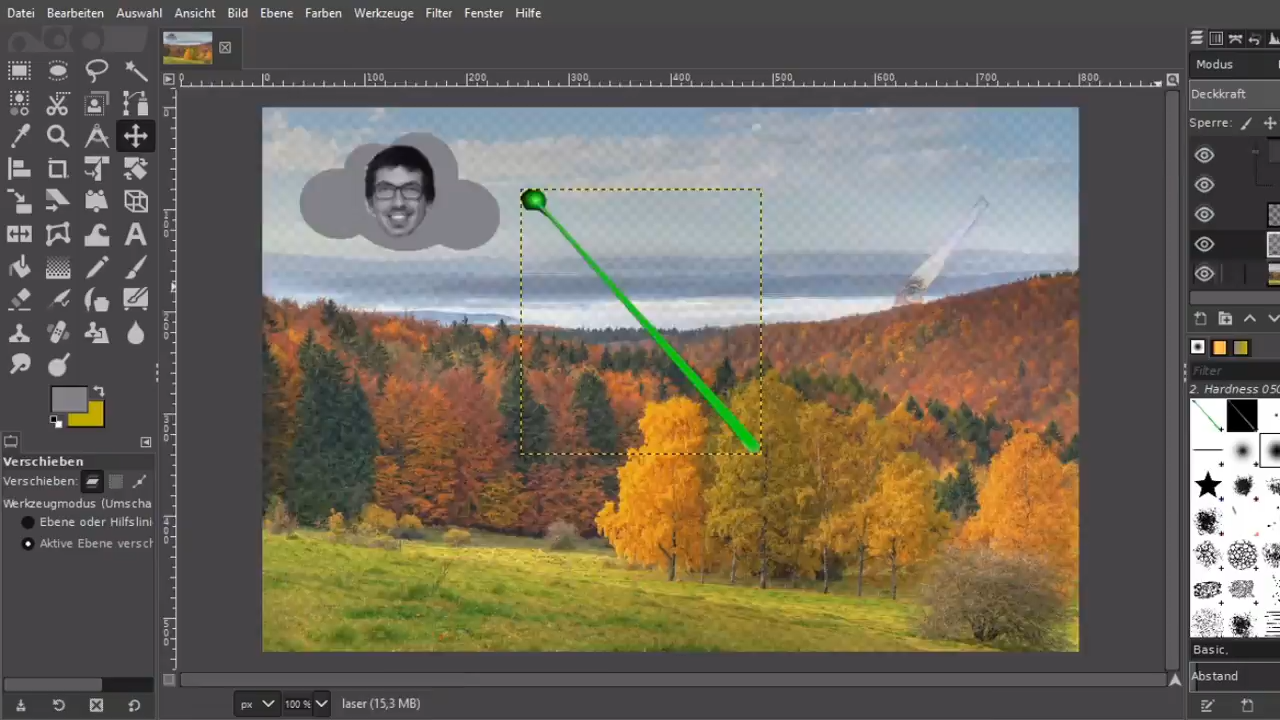 Datei Bearbeiten Auswahl Ansicht Bild Ebene Farben Werkzeuge Filter Fenster Hilfe
0 100 200 300 400 500 600 700 800
Modus
Deckkraft
Sperre:
Filter
2. Hardness 050
Verschieben
Verschieben:
Werkzeugmodus (Umscha
Ebene oder Hilfslini
Aktive Ebene versch
Basic,
Abstand
px 100 % laser (15,3 MB)